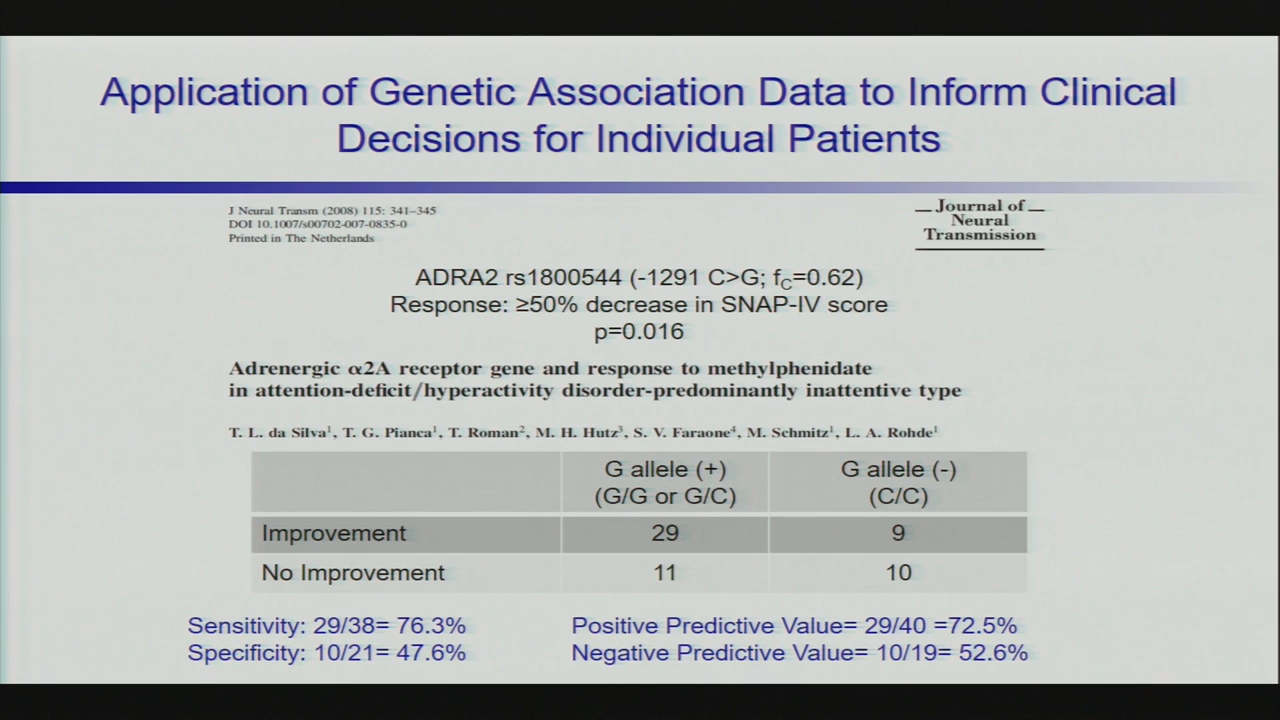 Application of Genetic Association Data to Inform Clinical
Decisions for Individual Patients
J Neural Transm (2008) 115: 341–345
DOI 10.1007/s00702-007-0835-0
Printed in The Netherlands
Journal of
Neural
Transmission
ADRA2 rs1800544 (-1291 C>G; fC=0.62)
Response: ≥50% decrease in SNAP-IV score
p=0.016
Adrenergic α2A receptor gene and response to methylphenidate
in attention-deficit/hyperactivity disorder-predominantly inattentive type
T. L. da Silva1, T. G. Pianca1, T. Roman2, M. H. Hutz3, S. V. Faraone4, M. Schmitz1, L. A. Rohde1
G allele (+) G allele (-)
(G/G or G/C) (C/C)
Improvement 29 9
No Improvement 11 10
Sensitivity: 29/38= 76.3% Positive Predictive Value= 29/40 =72.5%
Specificity: 10/21= 47.6% Negative Predictive Value= 10/19= 52.6%